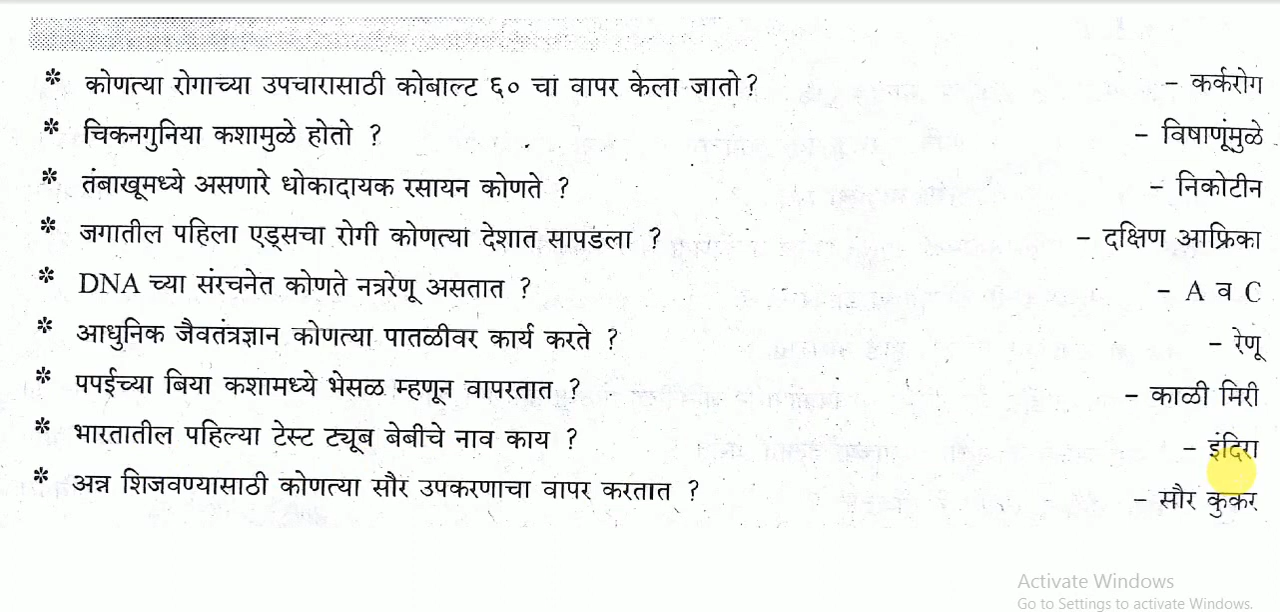 * कोणत्या रोगाच्या उपचारासाठी कोबाल्ट ६० चा वापर केला जातो? – कर्करोग
* चिकनगुनिया कशामुळे होतो ? – विषाणूंमुळे
* तंबाखूमध्ये असणारे धोकादायक रसायन कोणते ? – निकोटीन
* जगातील पहिला एड्सचा रोगी कोणत्या देशात सापडला ? – दक्षिण आफ्रिका
* DNA च्या संरचनेत कोणते नत्ररेणू असतात ? – A व C
* आधुनिक जैवतंत्रज्ञान कोणत्या पातळीवर कार्य करते ? – रेणू
* पपईच्या बिया कशामध्ये भेसळ म्हणून वापरतात ? – काळी मिरी
* भारतातील पहिल्या टेस्ट ट्यूब बेबीचे नाव काय ? – इंदिरा
* अन्न शिजवण्यासाठी कोणत्या सौर उपकरणाचा वापर करतात ? – सौर कुकर
Activate Windows
Go to Settings to activate Windows.